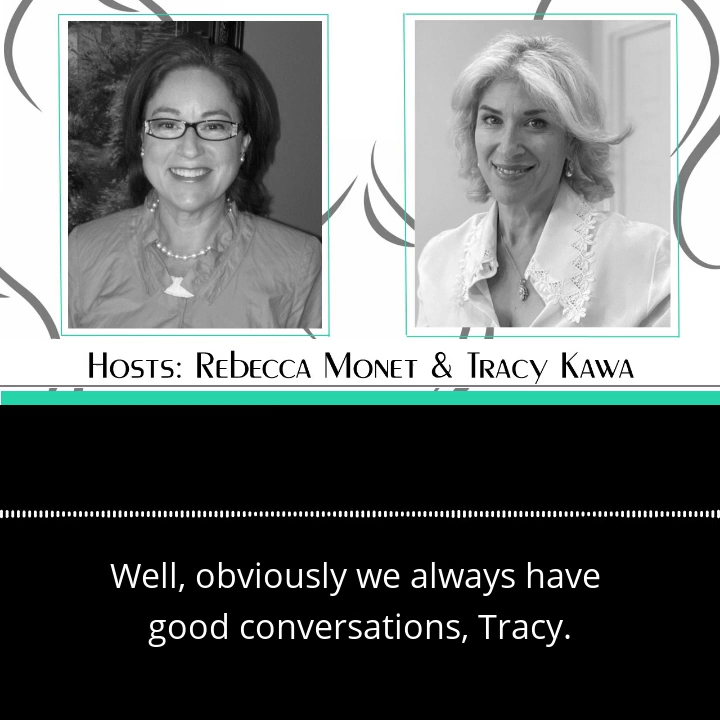 Hosts: Rebecca Monet & Tracy Kawa
Well, obviously we always have
good conversations, Tracy.